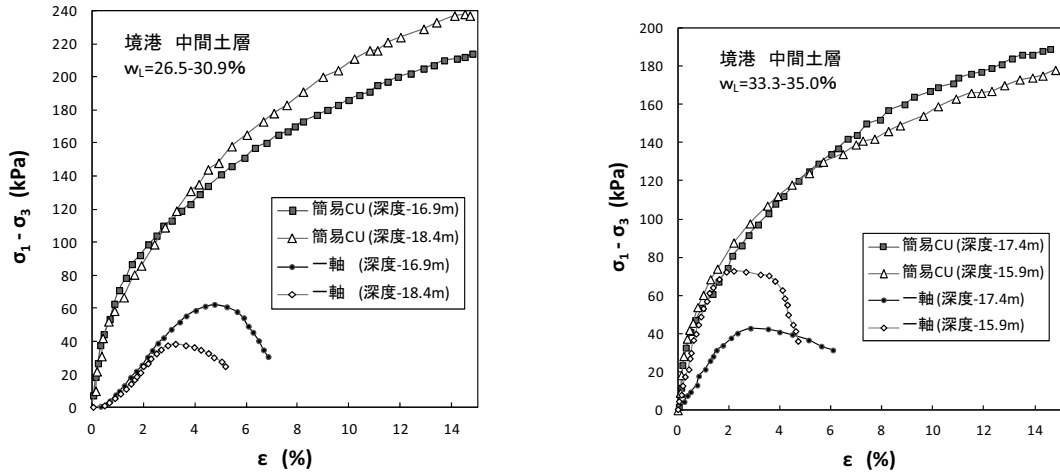 境港 中間土層
wL=26.5-30.9%
σ1 - σ3 (kPa)
240
220
200
180
160
140
120
100
80
60
40
20
0
簡易CU(深度-16.9m)
簡易CU(深度-18.4m)
一軸 (深度-16.9m)
一軸 (深度-18.4m)
0 2 4 6 8 10 12 14
ε (%)
境港 中間土層
wL=33.3-35.0%
σ1 - σ3 (kPa)
200
180
160
140
120
100
80
60
40
20
0
簡易CU(深度-17.4m)
簡易CU(深度-15.9m)
一軸(深度-17.4m)
一軸(深度-15.9m)
0 2 4 6 8 10 12 14
ε (%)